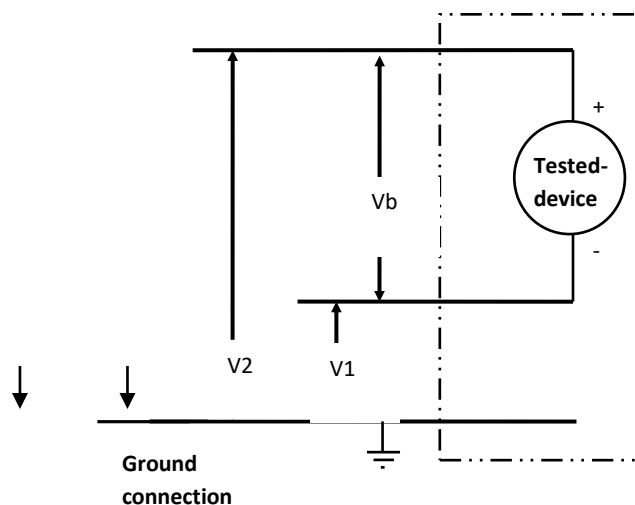 +
Tested-
device
Vb
-
V2
V1
Ground
connection